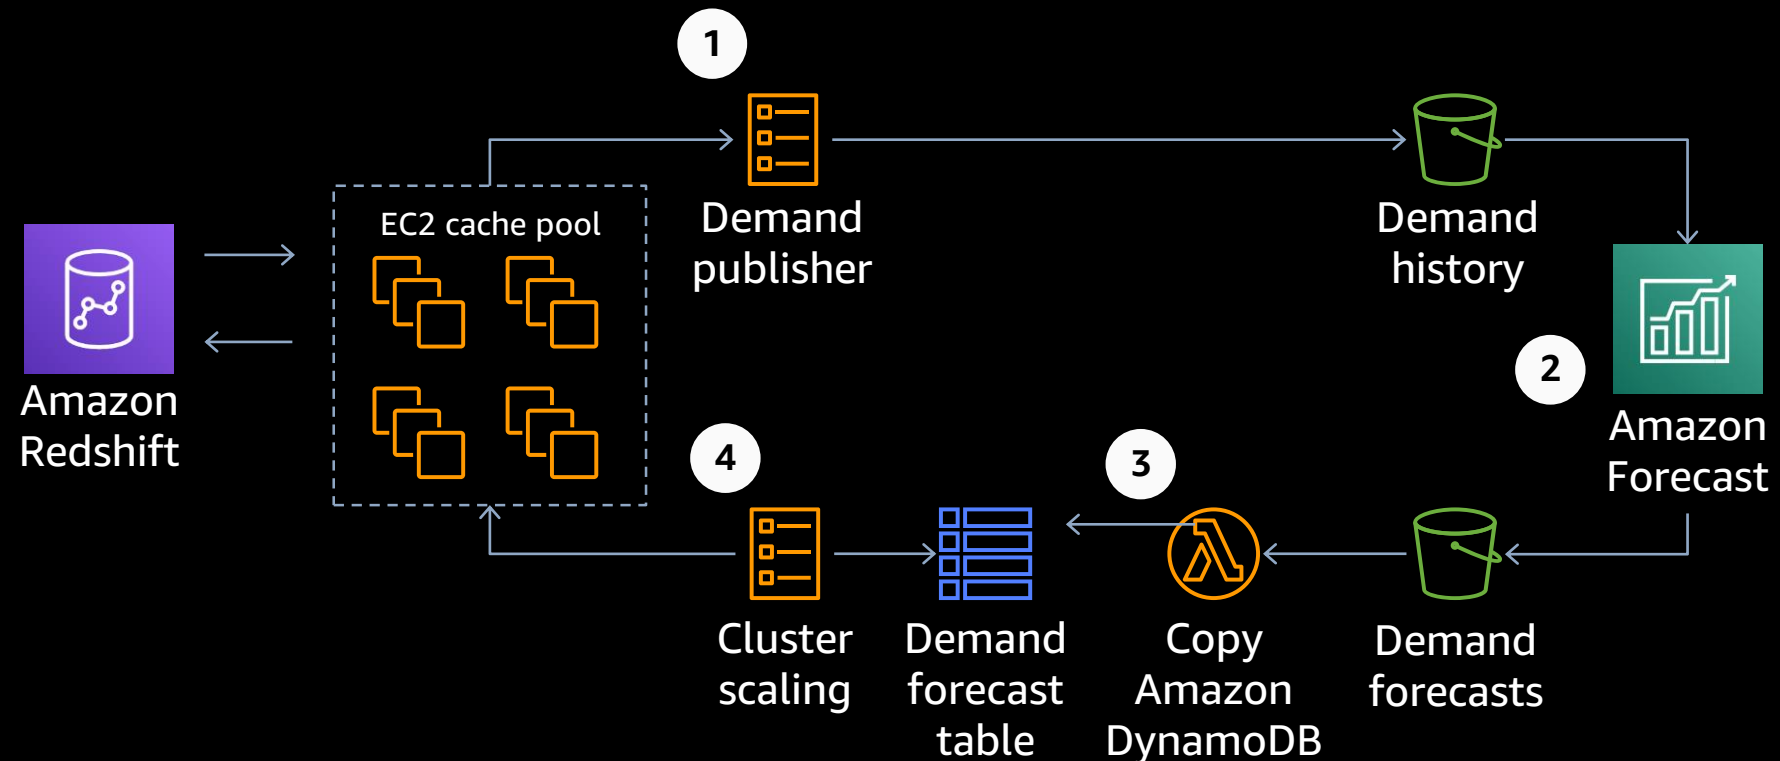 1
Demand
publisher
Demand
history
EC2 cache pool
Amazon
Redshift
2
Amazon
Forecast
4
3
Cluster
scaling
Demand
forecast
table
Copy
Amazon
DynamoDB
Demand
forecasts